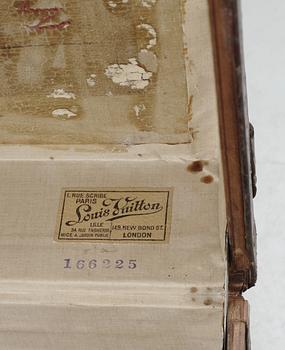 1, RUE SCRIBE
PARIS
Louis Vuitton
LILLE
34, RUE FAIDHERBE
149, NEW BOND ST.
NICE 4, JARDIN PUBLIC
LONDON
166225